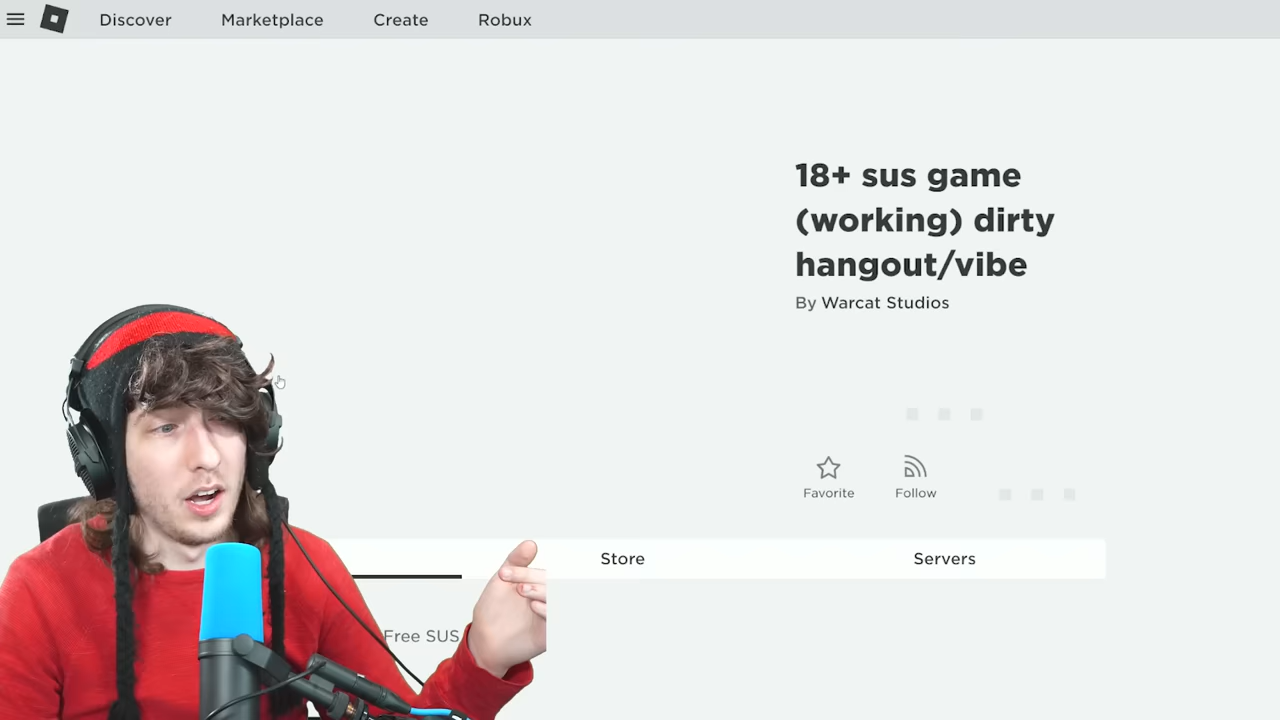 Discover Marketplace Create Robux
18+ sus game
(working) dirty
hangout/vibe
By Warcat Studios
Favorite Follow
Store Servers
Free SUS